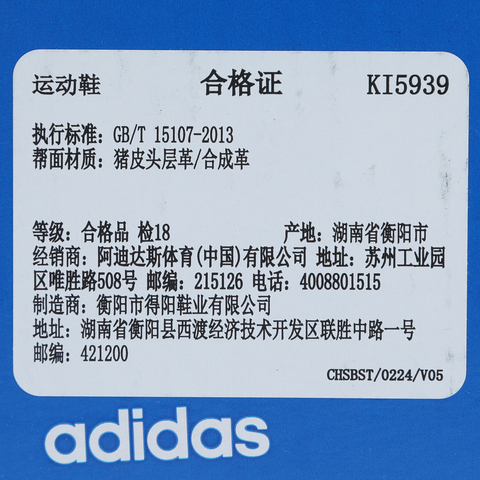 运动鞋 合格证 KI5939
执行标准: GB/T 15107-2013
帮面材质: 猪皮头层革/合成革
等级: 合格品 检18 产地: 湖南省衡阳市
经销商: 阿迪达斯体育(中国)有限公司 地址: 苏州工业园
区唯胜路508号 邮编: 215126 电话: 4008801515
制造商: 衡阳市得阳鞋业有限公司
地址: 湖南省衡阳县西渡经济技术开发区联胜中路一号
邮编: 421200
CHSBST/0224/V05
adidas